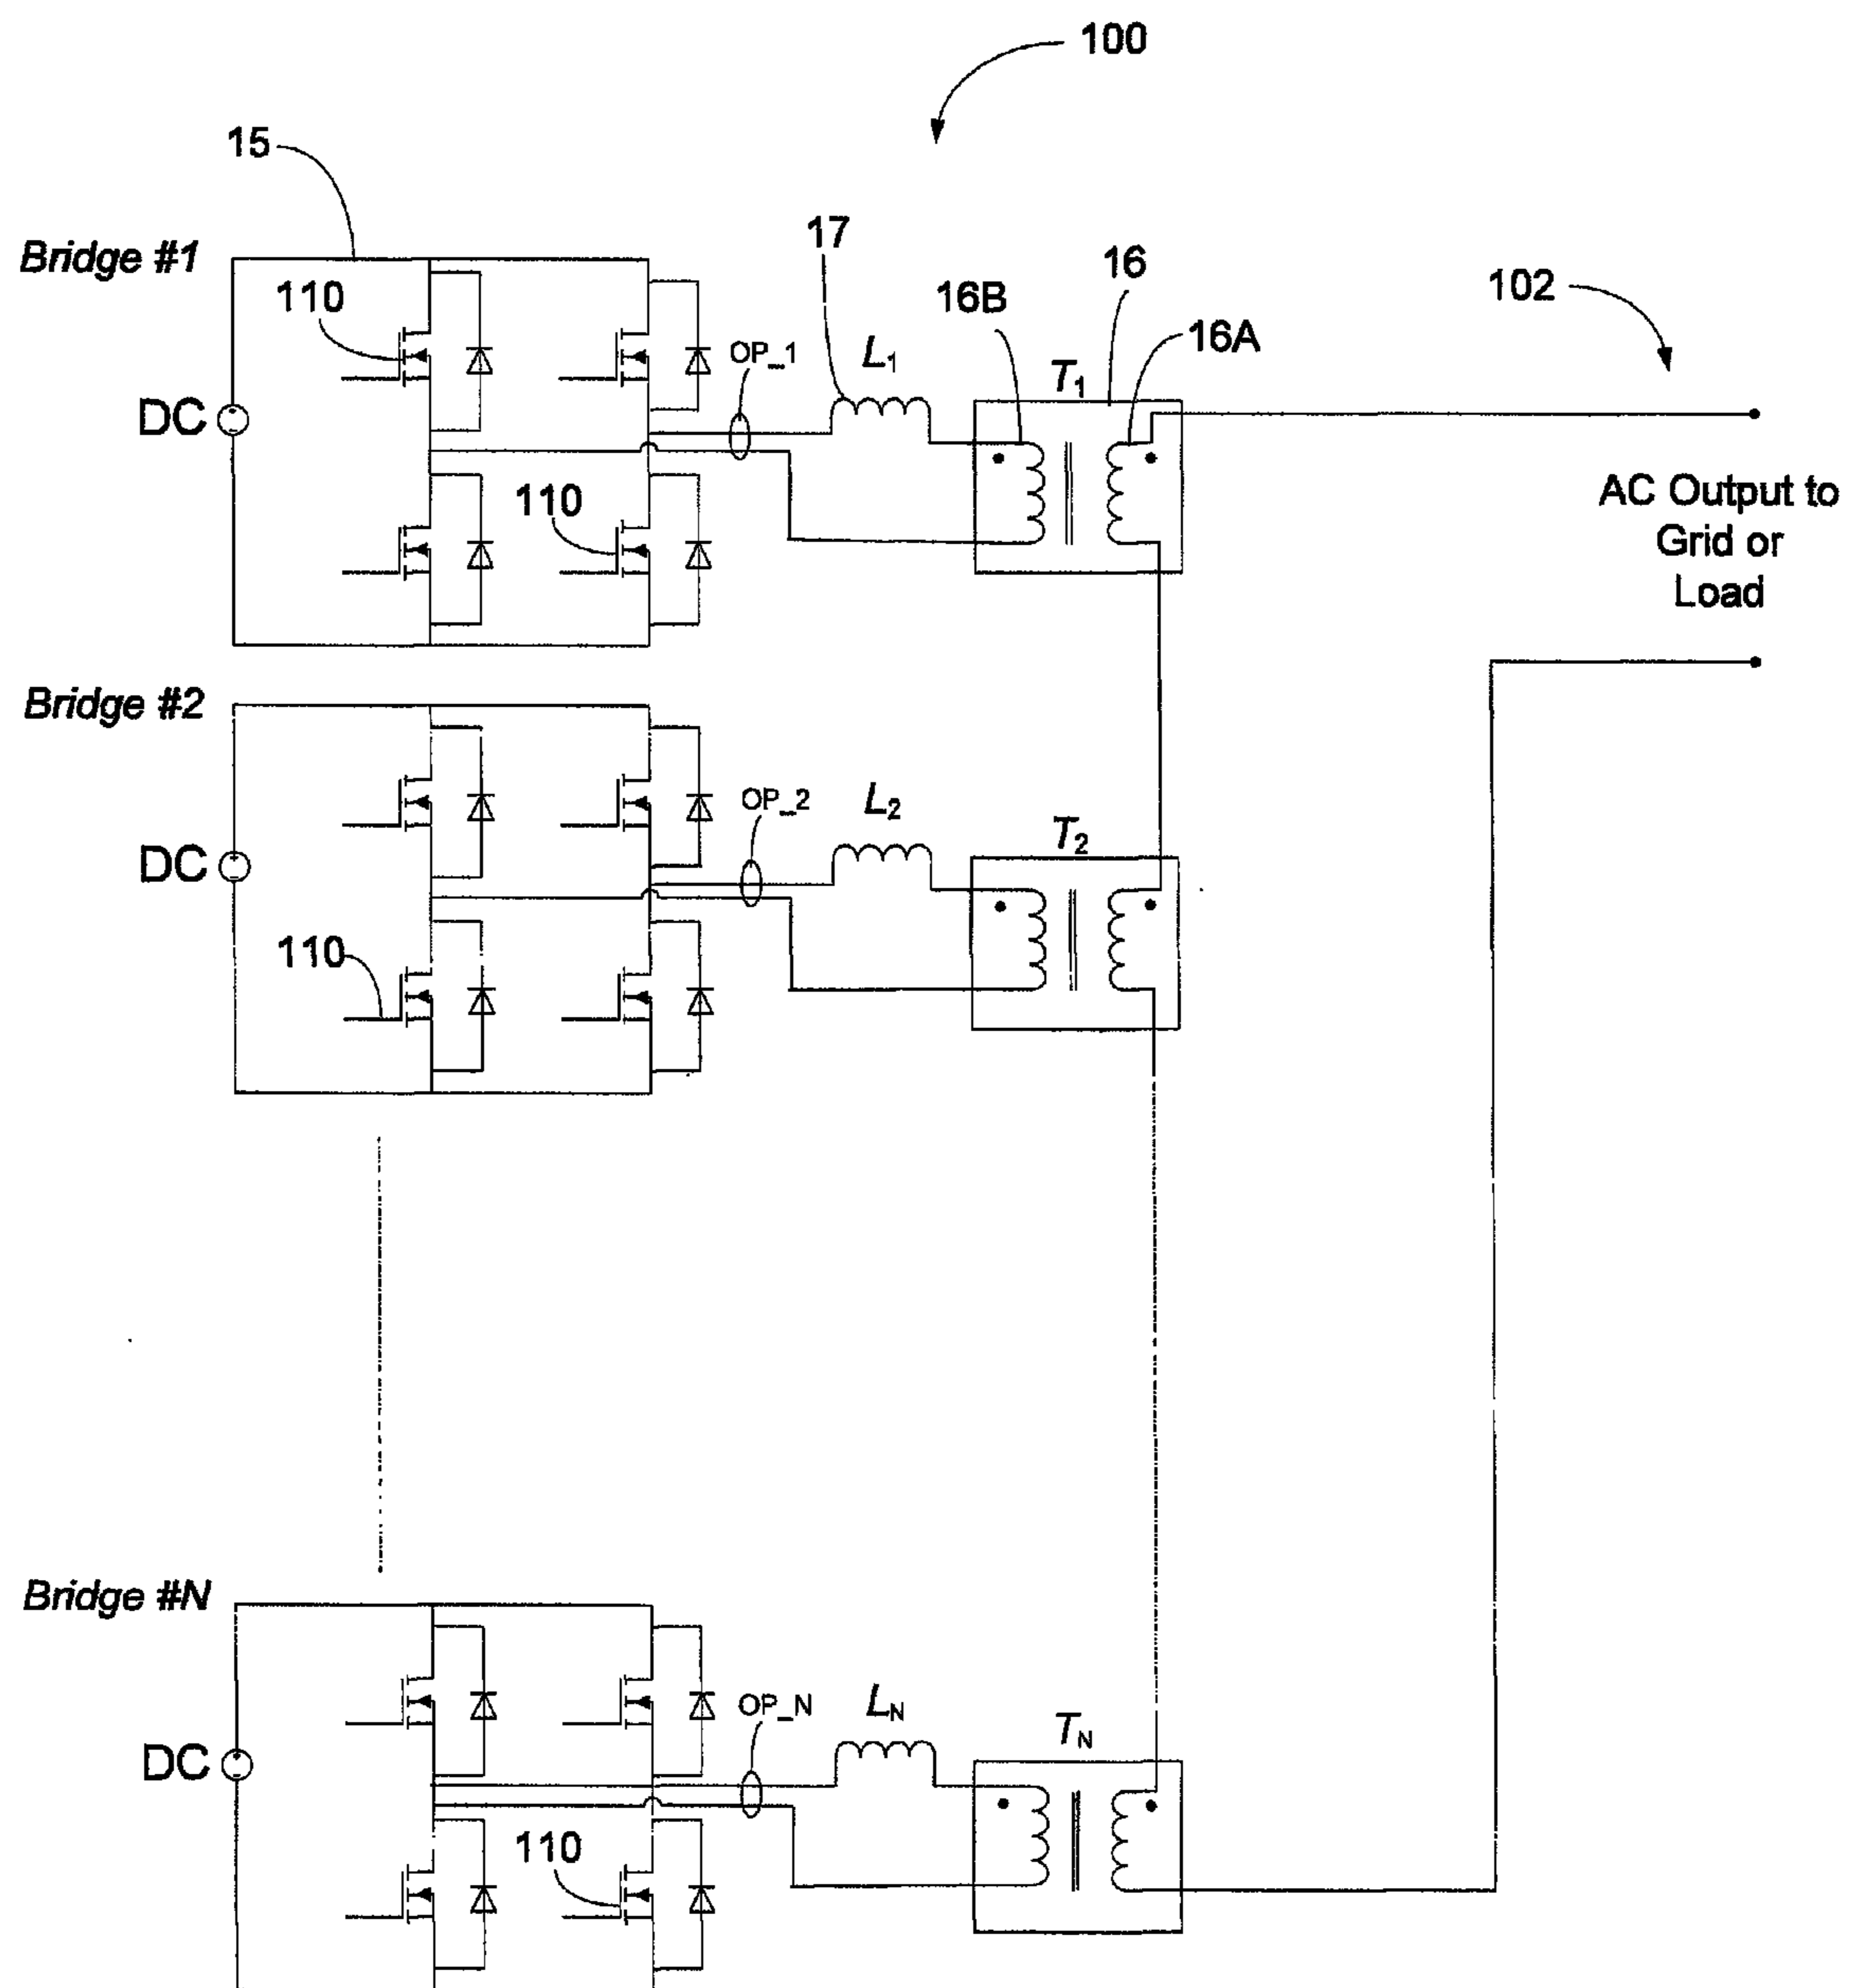 100
15
Bridge #1
17
16
102
110
16B
16A
OP_1
L1
T1
DC
110
AC Output to
Grid or
Load
Bridge #2
OP_2
L2
T2
DC
110
Bridge #N
OP_N
LN
TN
DC
110